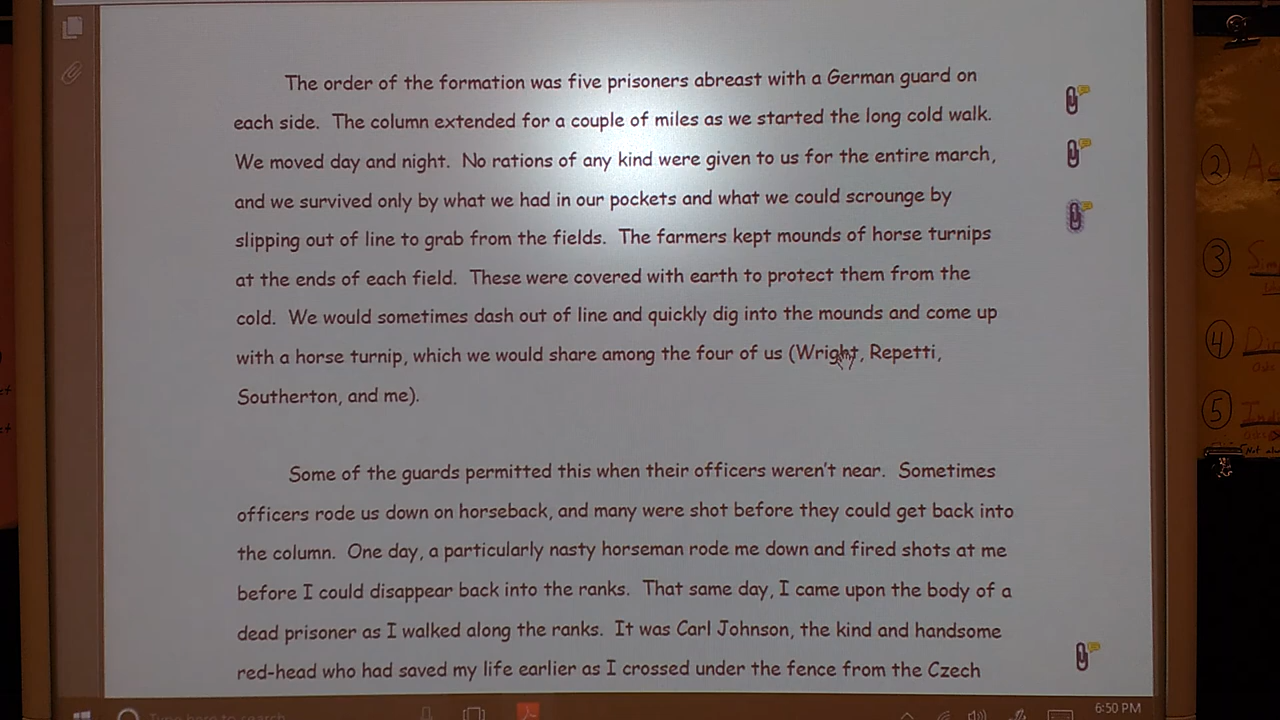 The order of the formation was five prisoners abreast with a German guard on
each side. The column extended for a couple of miles as we started the long cold walk.
We moved day and night. No rations of any kind were given to us for the entire march,
and we survived only by what we had in our pockets and what we could scrounge by
slipping out of line to grab from the fields. The farmers kept mounds of horse turnips
at the ends of each field. These were covered with earth to protect them from the
cold. We would sometimes dash out of line and quickly dig into the mounds and come up
with a horse turnip, which we would share among the four of us (Wright, Repetti,
Southerton, and me).
Some of the guards permitted this when their officers weren't near. Sometimes
officers rode us down on horseback, and many were shot before they could get back into
the column. One day, a particularly nasty horseman rode me down and fired shots at me
before I could disappear back into the ranks. That same day, I came upon the body of a
dead prisoner as I walked along the ranks. It was Carl Johnson, the kind and handsome
red-head who had saved my life earlier as I crossed under the fence from the Czech
Type here to search
6:50 PM
2
3
4
5